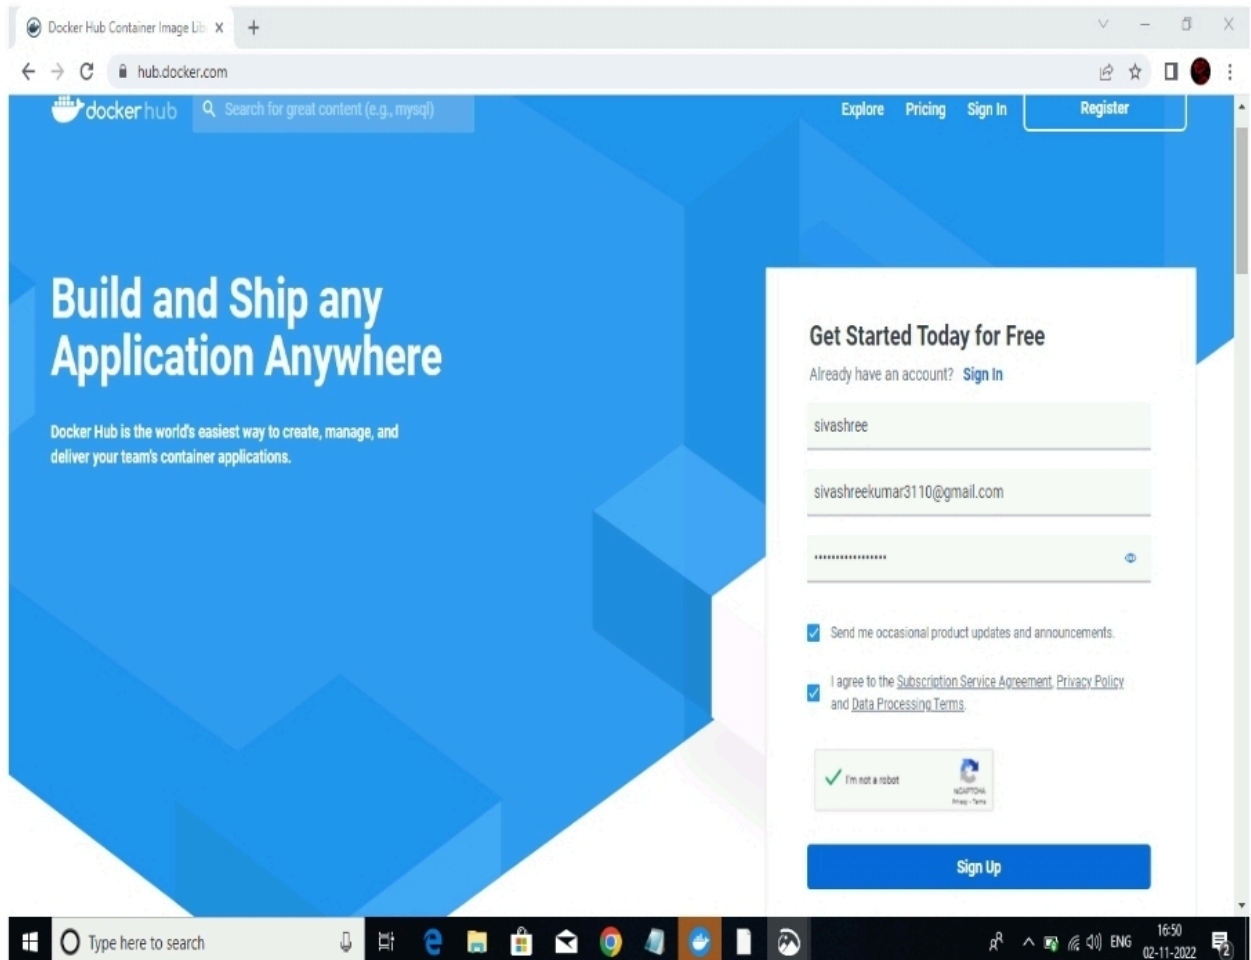 Docker Hub Container Image Lib
hub.docker.com
docker hub
Search for great content (e.g., mysql)
Explore Pricing Sign In Register
Build and Ship any
Application Anywhere
Docker Hub is the world's easiest way to create, manage, and
deliver your team's container applications.
Get Started Today for Free
Already have an account? Sign In
sivashree
sivashreekumar3110@gmail.com
Send me occasional product updates and announcements.
I agree to the Subscription Service Agreement, Privacy Policy
and Data Processing Terms.
I'm not a robot
reCAPTCHA
Privacy - Terms
Sign Up
Type here to search
ENG
16:50
02-11-2022
2